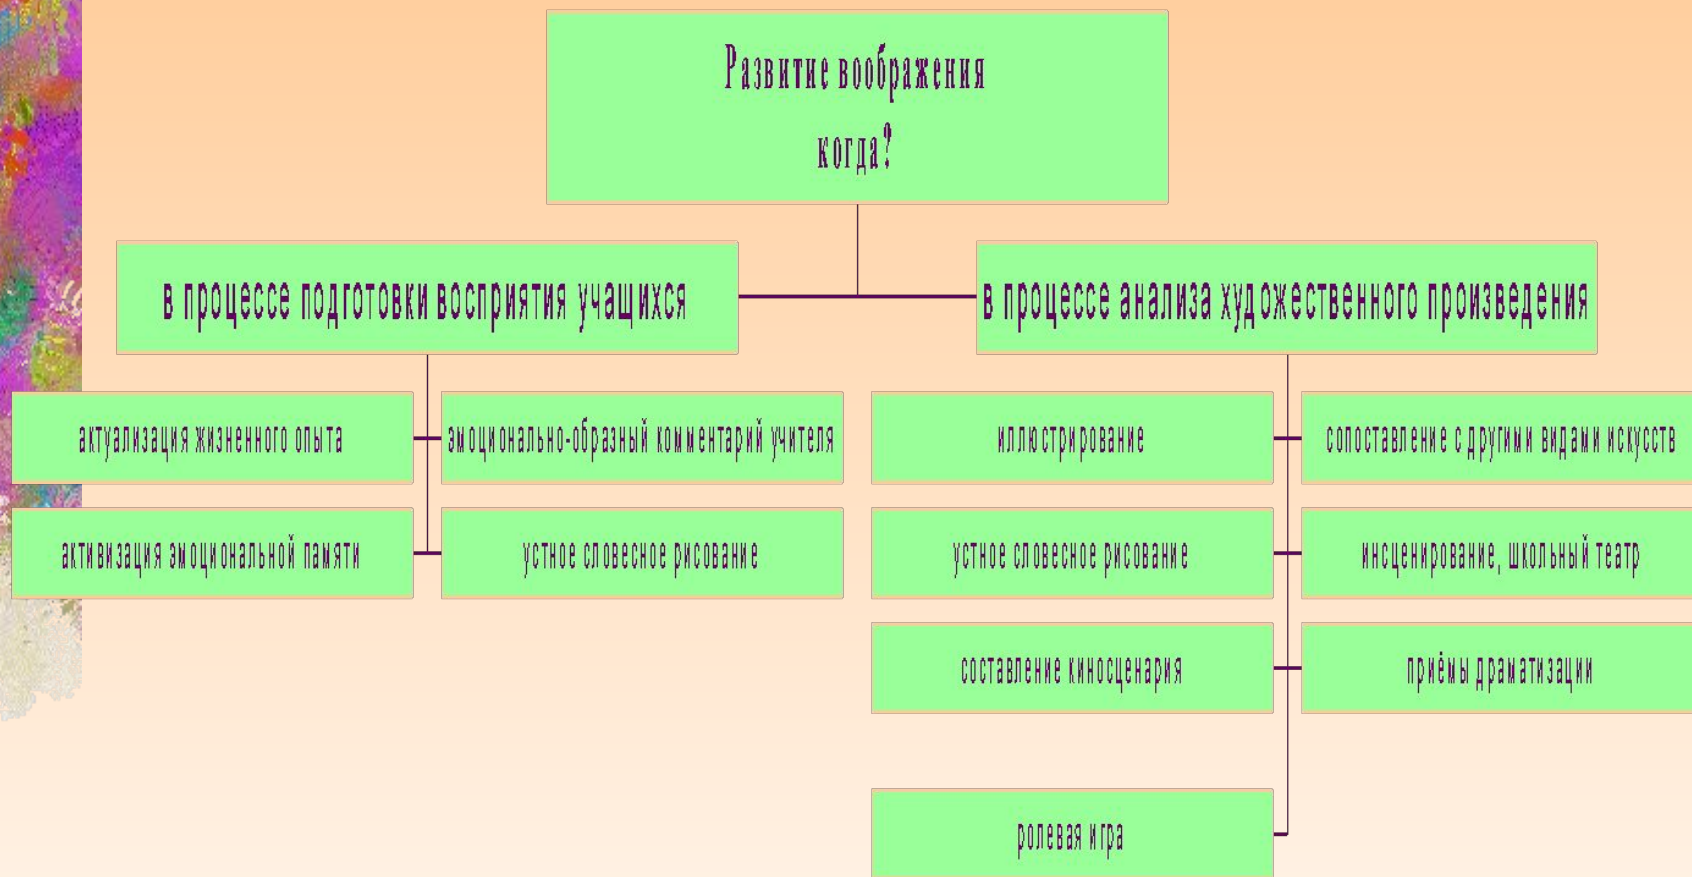 Развитие воображения
когда?
в процессе подготовки восприятия учащихся
в процессе анализа художественного произведения
актуализация жизненного опыта
эмоционально-образный комментарий учителя
иллюстрирование
сопоставление с другими видами искусств
активизация эмоциональной памяти
устное словесное рисование
устное словесное рисование
инсценирование, школьный театр
составление киносценария
приёмы драматизации
ролевая игра